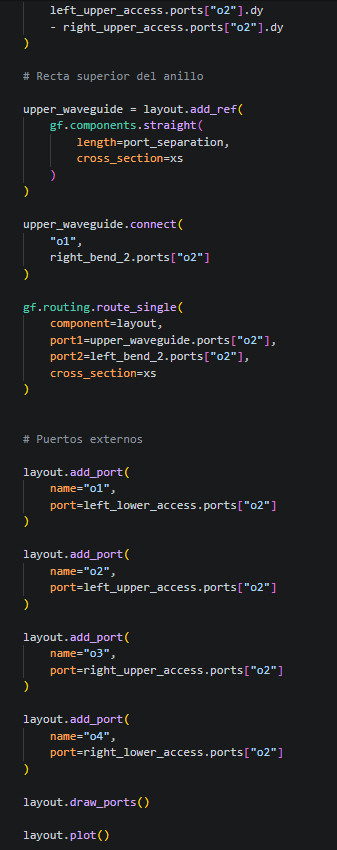 left_upper_access.ports["o2"].dy
- right_upper_access.ports["o2"].dy
)
# Recta superior del anillo
upper_waveguide = layout.add_ref(
gf.components.straight(
length=port_separation,
cross_section=xs
)
)
upper_waveguide.connect(
"o1",
right_bend_2.ports["o2"]
)
gf.routing.route_single(
component=layout,
port1=upper_waveguide.ports["o2"],
port2=left_bend_2.ports["o2"],
cross_section=xs
)
# Puertos externos
layout.add_port(
name="o1",
port=left_lower_access.ports["o2"]
)
layout.add_port(
name="o2",
port=left_upper_access.ports["o2"]
)
layout.add_port(
name="o3",
port=right_upper_access.ports["o2"]
)
layout.add_port(
name="o4",
port=right_lower_access.ports["o2"]
)
layout.draw_ports()
layout.plot()